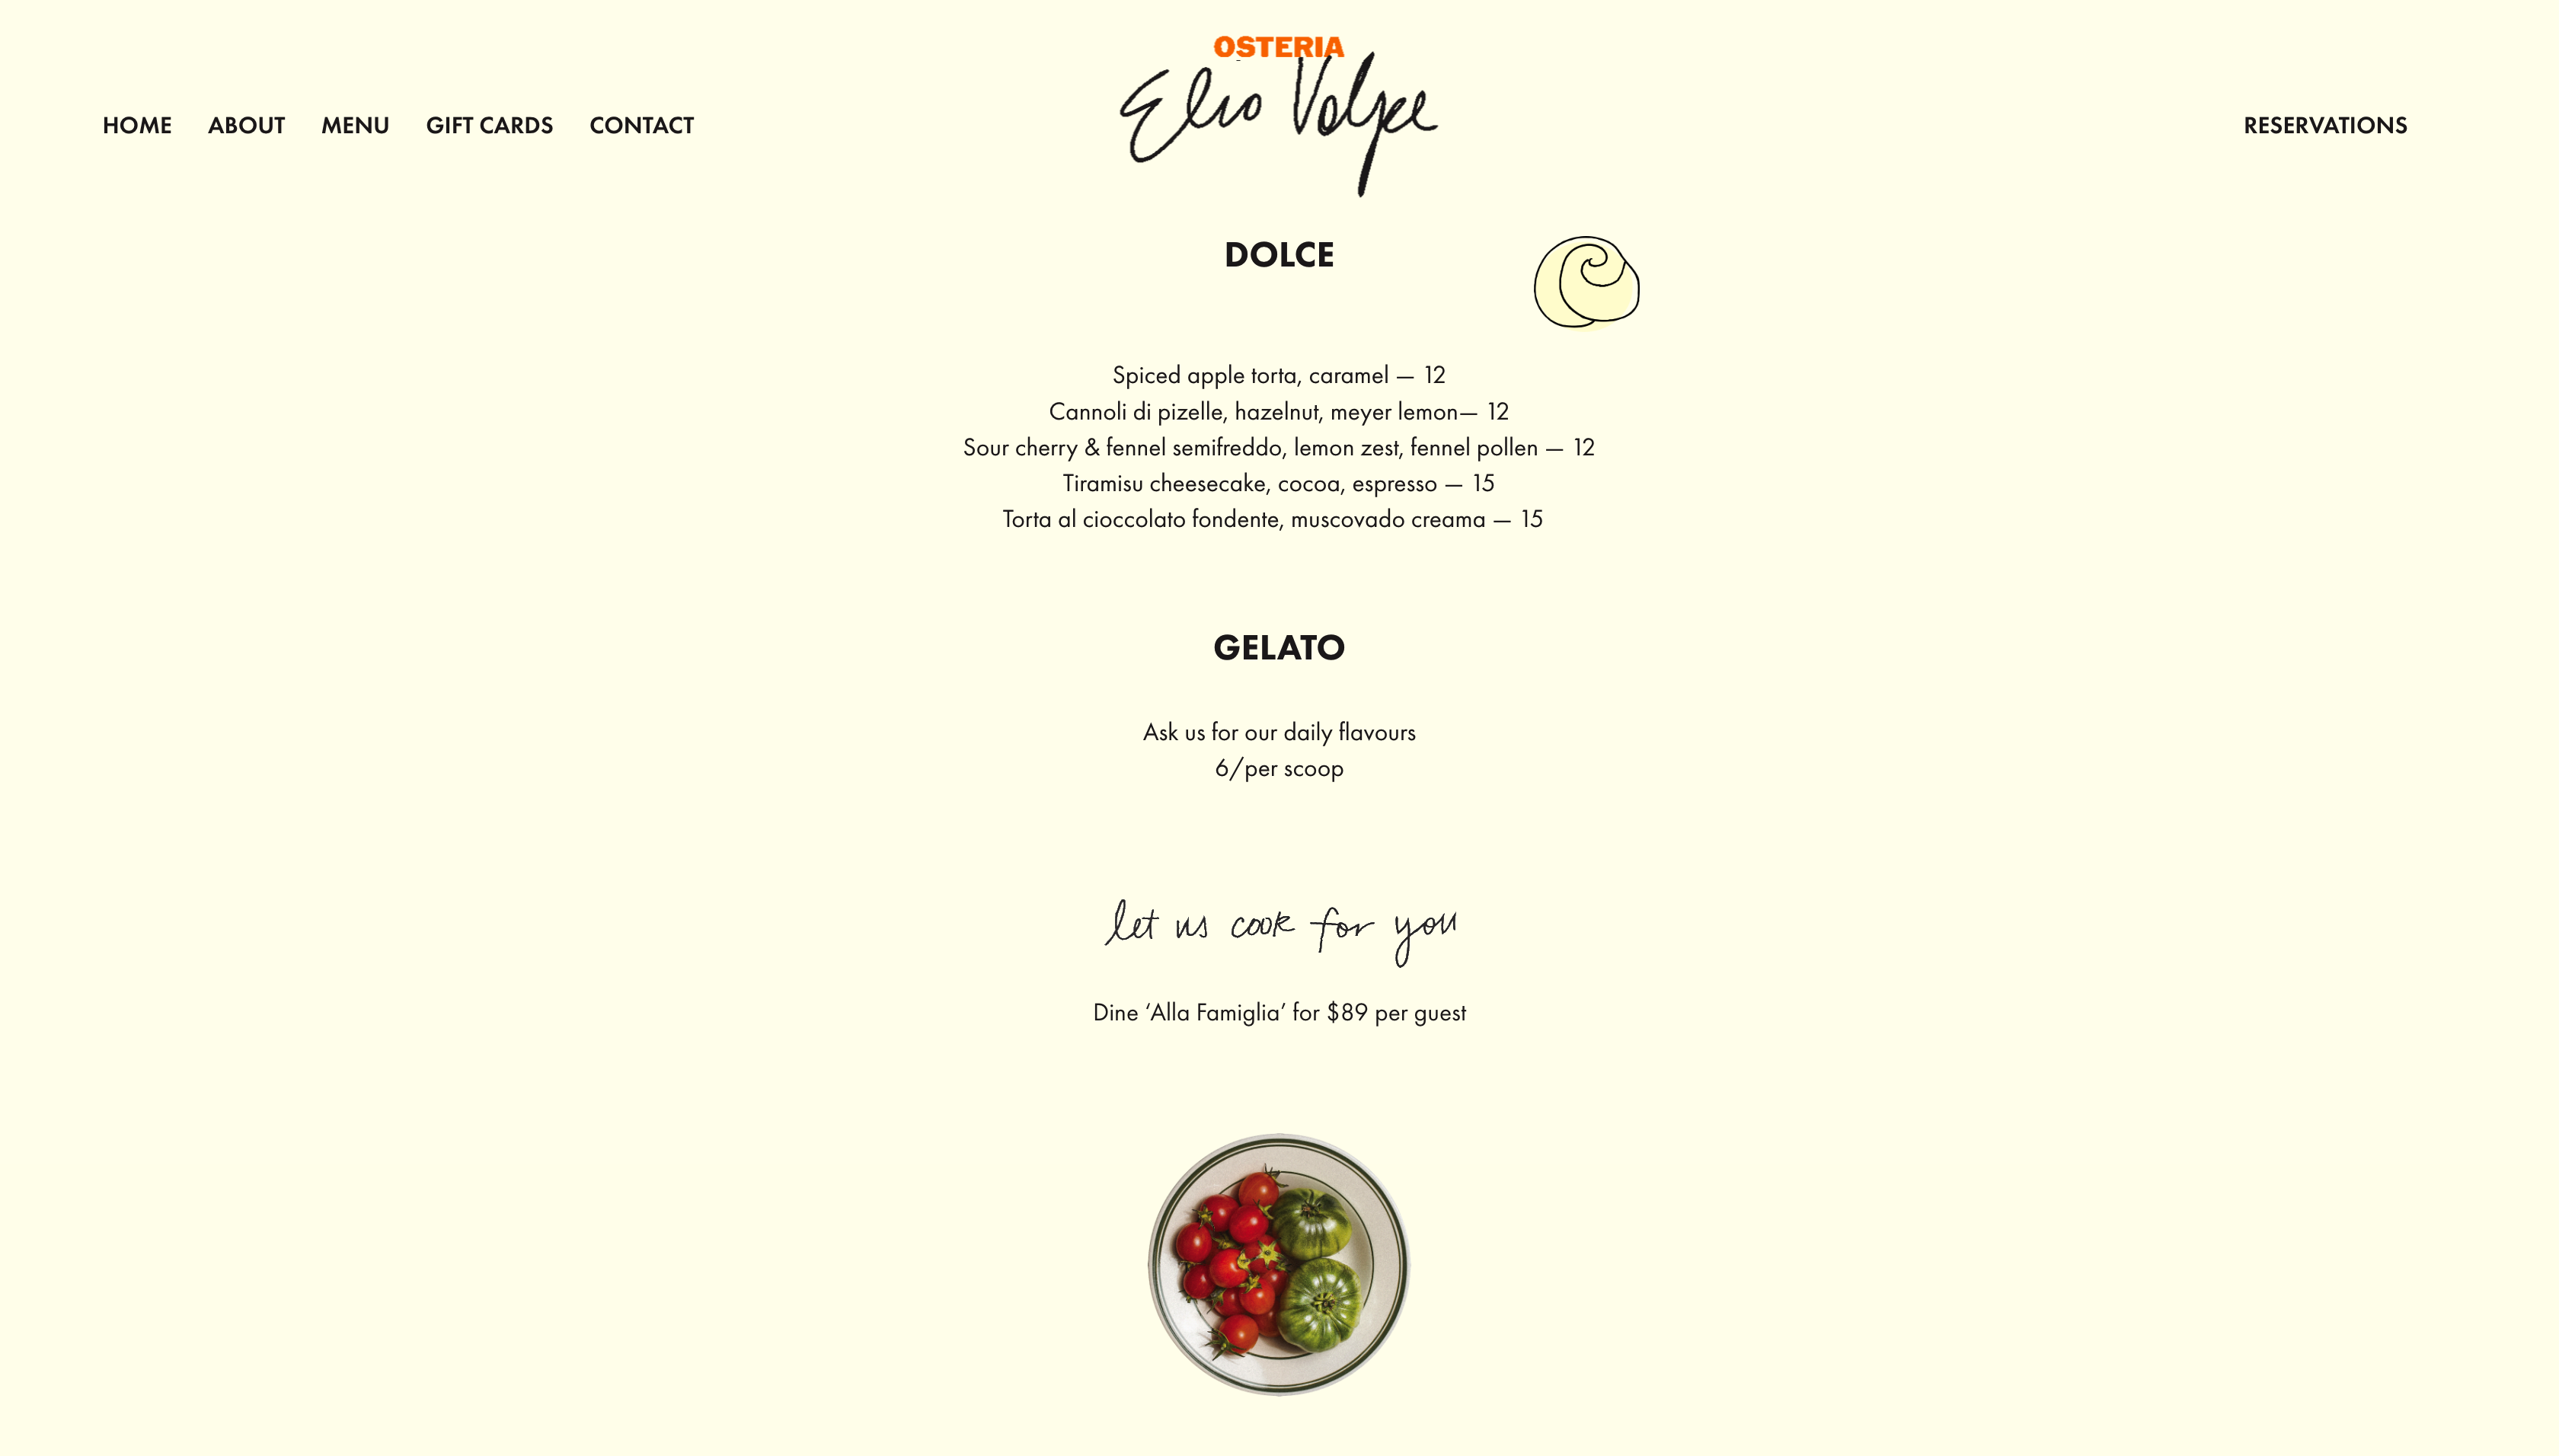 OSTERIA
Elio Volpe
HOME ABOUT MENU GIFT CARDS CONTACT
RESERVATIONS
DOLCE
Spiced apple torta, caramel — 12
Cannoli di pizelle, hazelnut, meyer lemon— 12
Sour cherry & fennel semifreddo, lemon zest, fennel pollen — 12
Tiramisu cheesecake, cocoa, espresso — 15
Torta al cioccolato fondente, muscovado creama — 15
GELATO
Ask us for our daily flavours
6/per scoop
let us cook for you
Dine ‘Alla Famiglia’ for $89 per guest